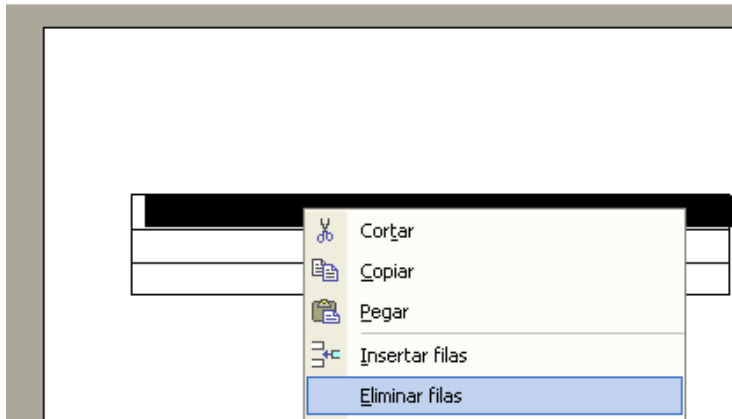 Cortar
Copiar
Pegar
Insertar filas
Eliminar filas